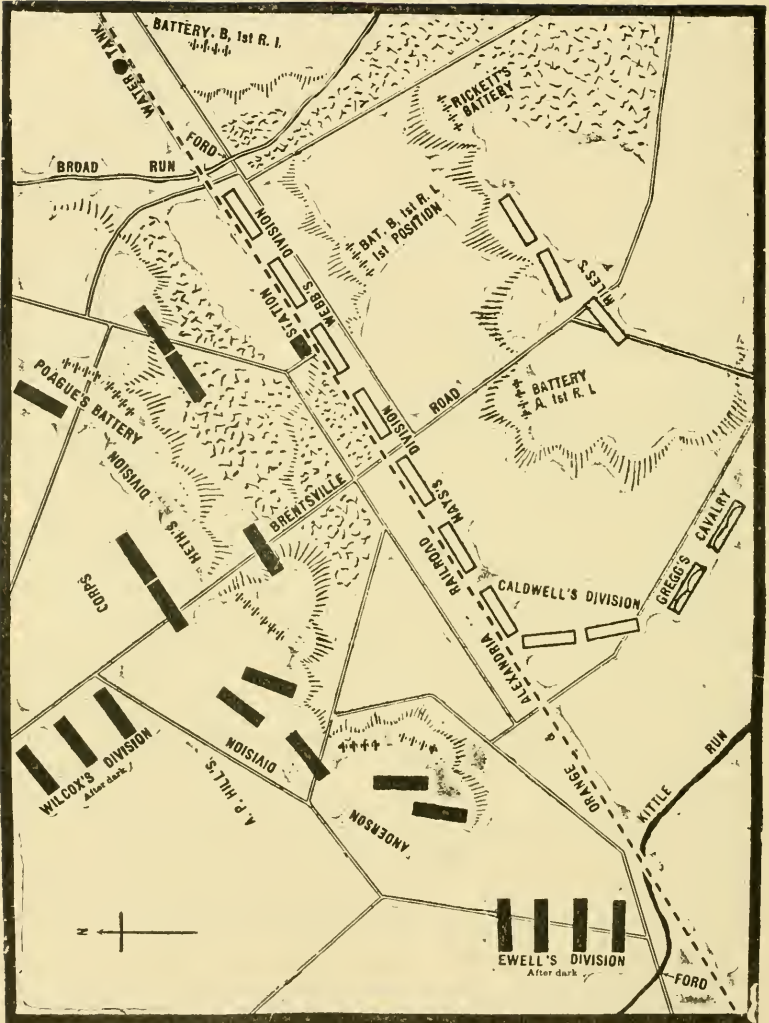 BATTERY. B, 1st R. I.
WATER TANK
RICKETT'S
BATTERY
FORD
BROAD RUN
BAT. B, 1st R. I.
1st POSITION
DIVISION
WEBB'S
STATION
HILES'S
POAGUE'S BATTERY
ROAD
BATTERY
A. 1st R. I.
DIVISION
HAYS'S
HETH'S
DIVISION
BRENTSVILLE
CORPS
RAILROAD
CALDWELL'S DIVISION
GREGG'S CAVALRY
ALEXANDRIA
WILCOX'S DIVISION
After dark
DIVISION
A. P. HILL'S
ANDERSON
ORANGE
KITTLE RUN
N
EWELL'S DIVISION
After dark
FORD